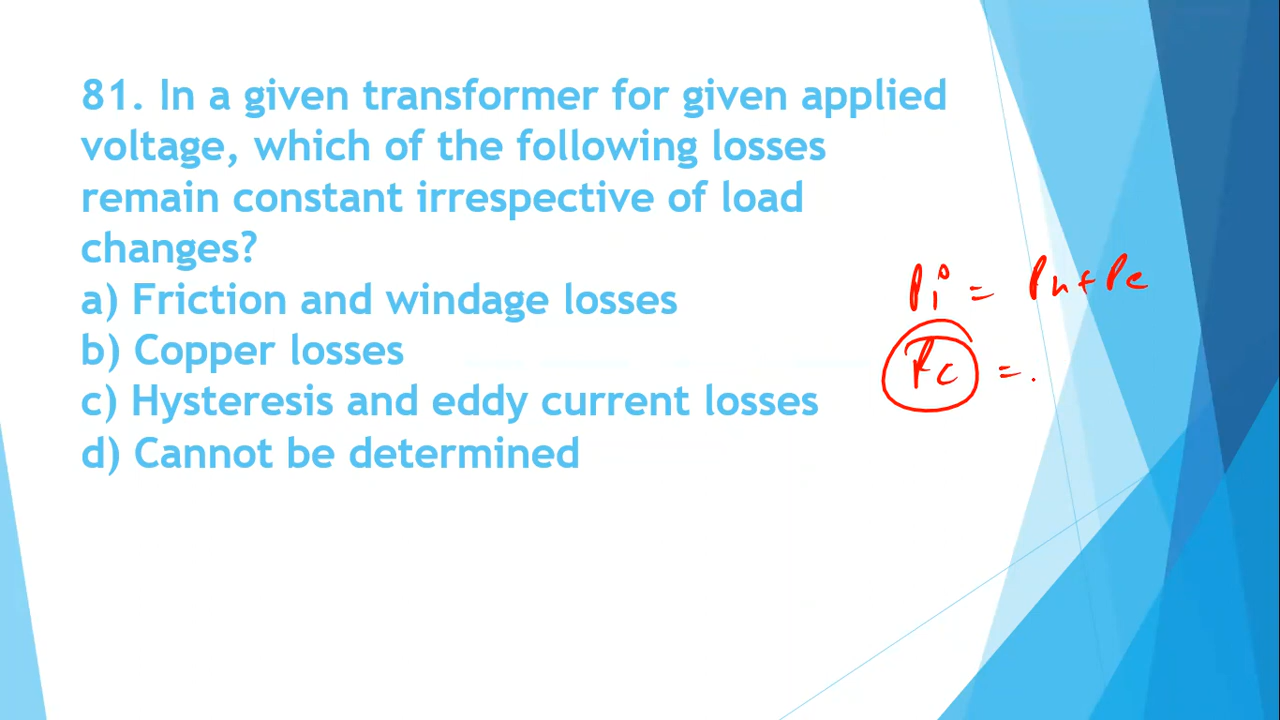 81. In a given transformer for given applied
voltage, which of the following losses
remain constant irrespective of load
changes?
a) Friction and windage losses
b) Copper losses
c) Hysteresis and eddy current losses
d) Cannot be determined
Pi = Ph + Pe
Pc = .